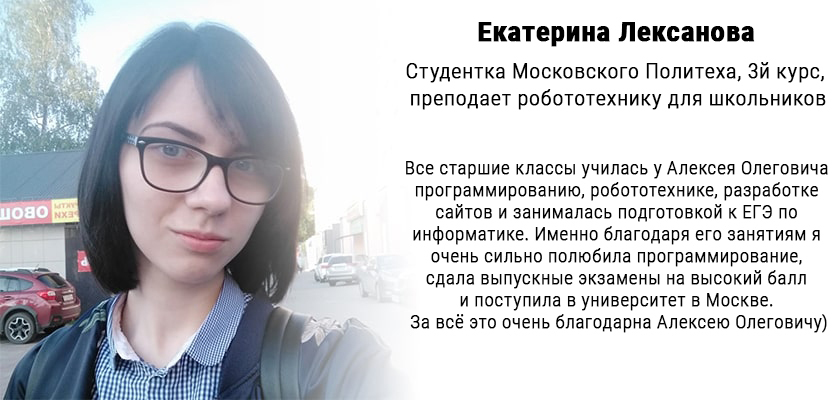 Екатерина Лексанова
Студентка Московского Политеха, 3й курс,
преподает робототехнику для школьников
Все старшие классы училась у Алексея Олеговича
программированию, робототехнике, разработке
сайтов и занималась подготовкой к ЕГЭ по
информатике. Именно благодаря его занятиям я
очень сильно полюбила программирование,
сдала выпускные экзамены на высокий балл
и поступила в университет в Москве.
За всё это очень благодарна Алексею Олеговичу)
ОВОЩ